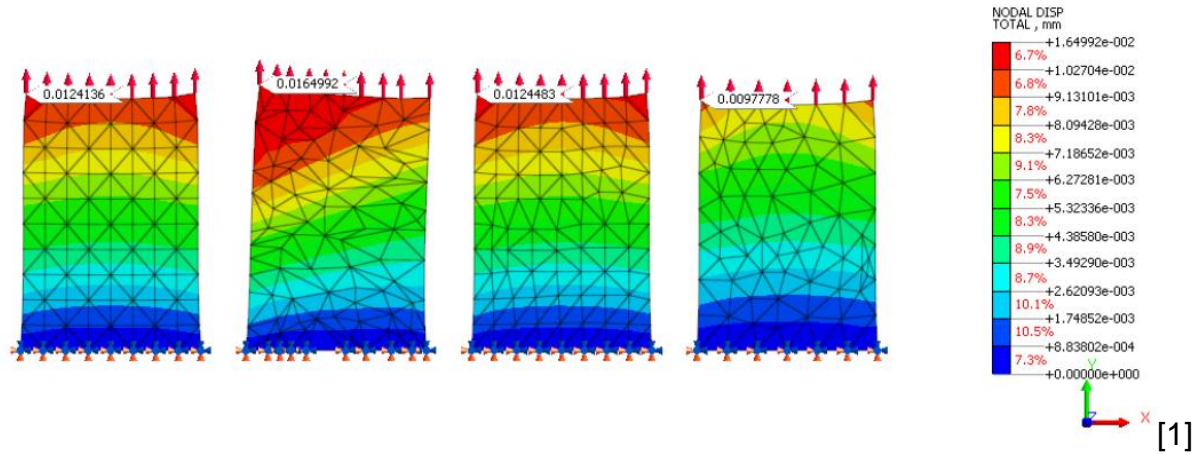 NODAL DISP
TOTAL , mm
+1.64992e-002
6.7%
+1.02704e-002
6.8%
+9.13101e-003
7.8%
+8.09428e-003
8.3%
+7.18652e-003
9.1%
+6.27281e-003
7.5%
+5.32336e-003
8.3%
+4.38580e-003
8.9%
+3.49290e-003
8.7%
+2.62093e-003
10.1%
+1.74852e-003
10.5%
+8.83802e-004
7.3%
+0.00000e+000
0.0124136
0.0164992
0.0124483
0.0097778
Y
Z
X
[1]